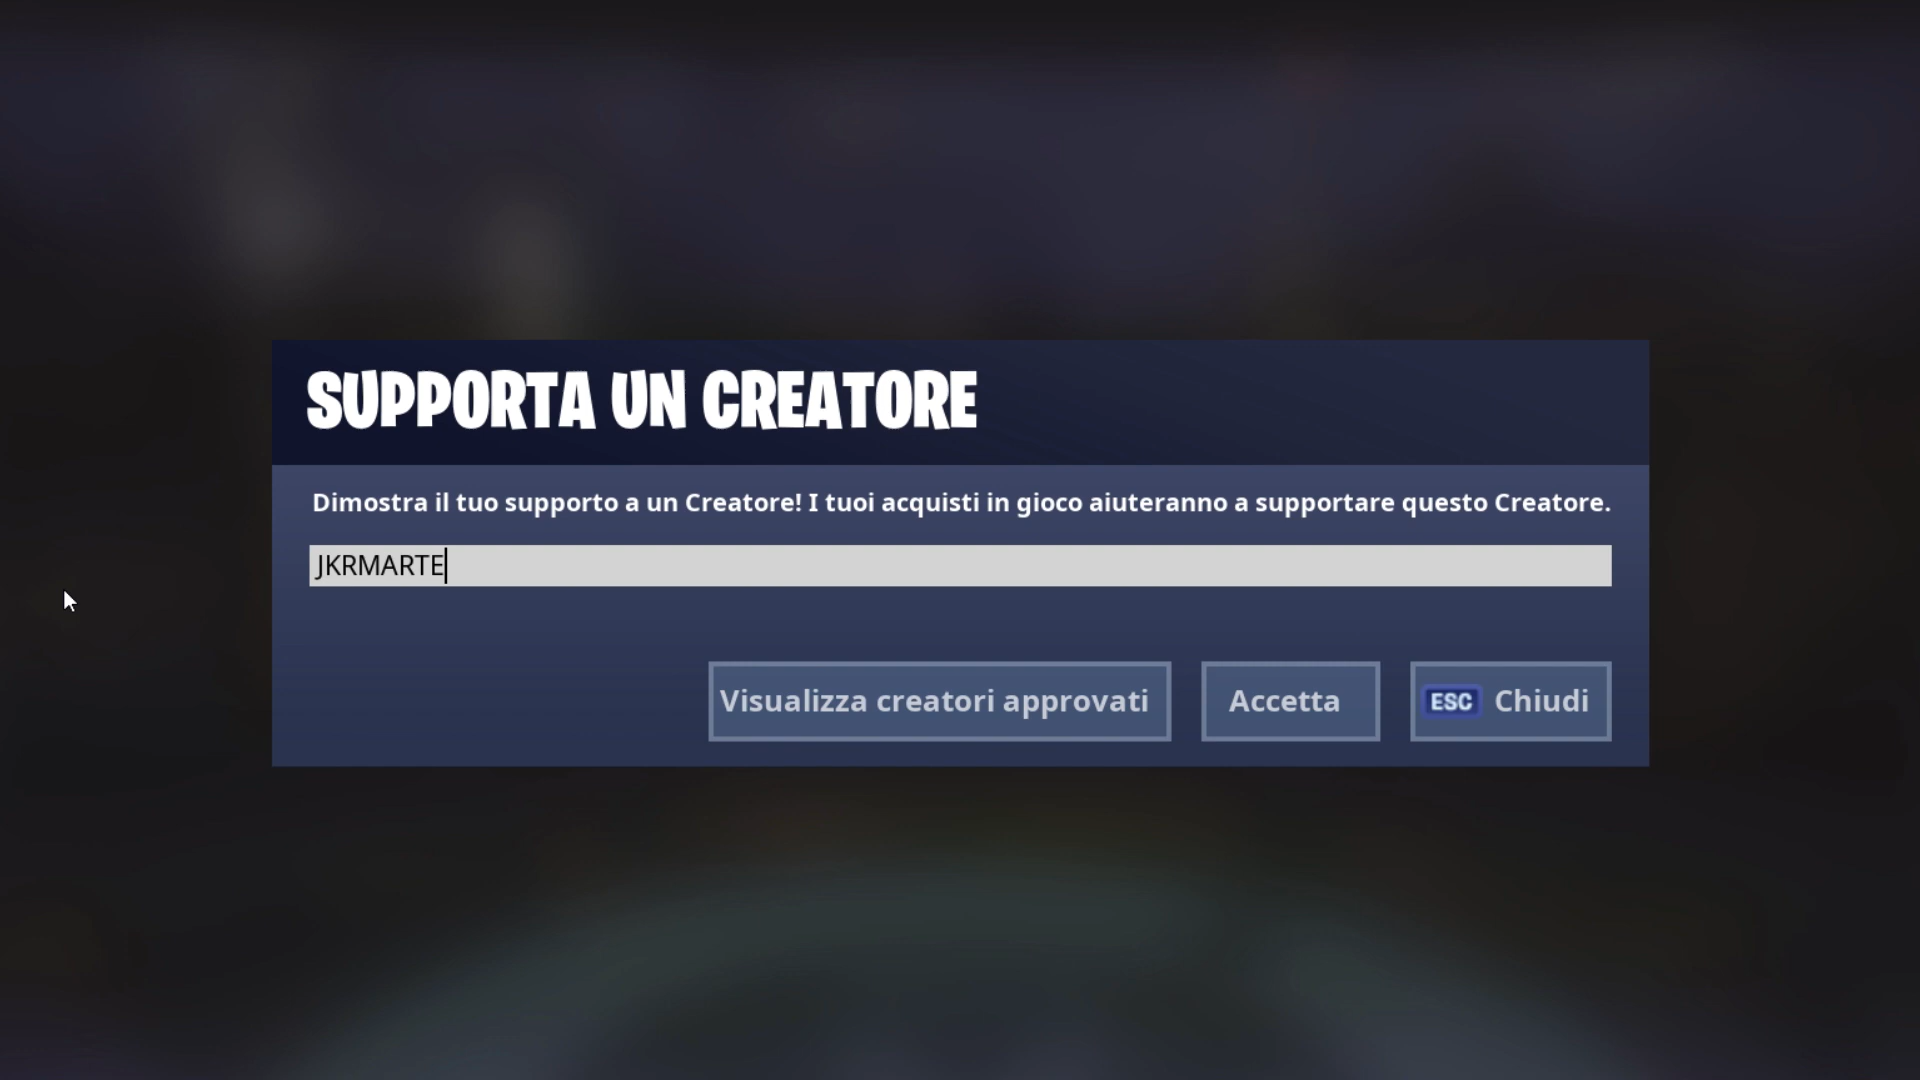 SUPPORTA UN CREATORE
Dimostra il tuo supporto a un Creatore! I tuoi acquisti in gioco aiuteranno a supportare questo Creatore.
JKRMARTE
Visualizza creatori approvati
Accetta
ESC Chiudi